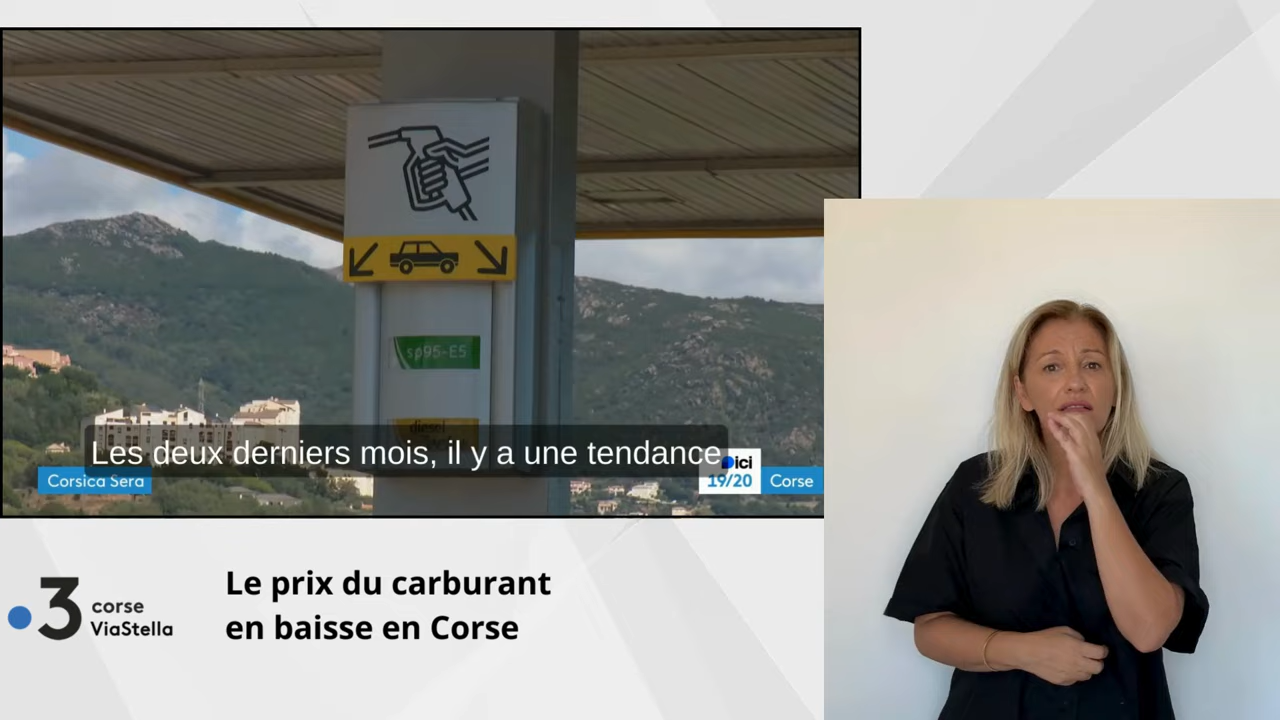 sp95-E5
diesel
Les deux derniers mois, il y a une tendance
Corsica Sera
ici
19/20
Corse
3 corse
ViaStella
Le prix du carburant
en baisse en Corse